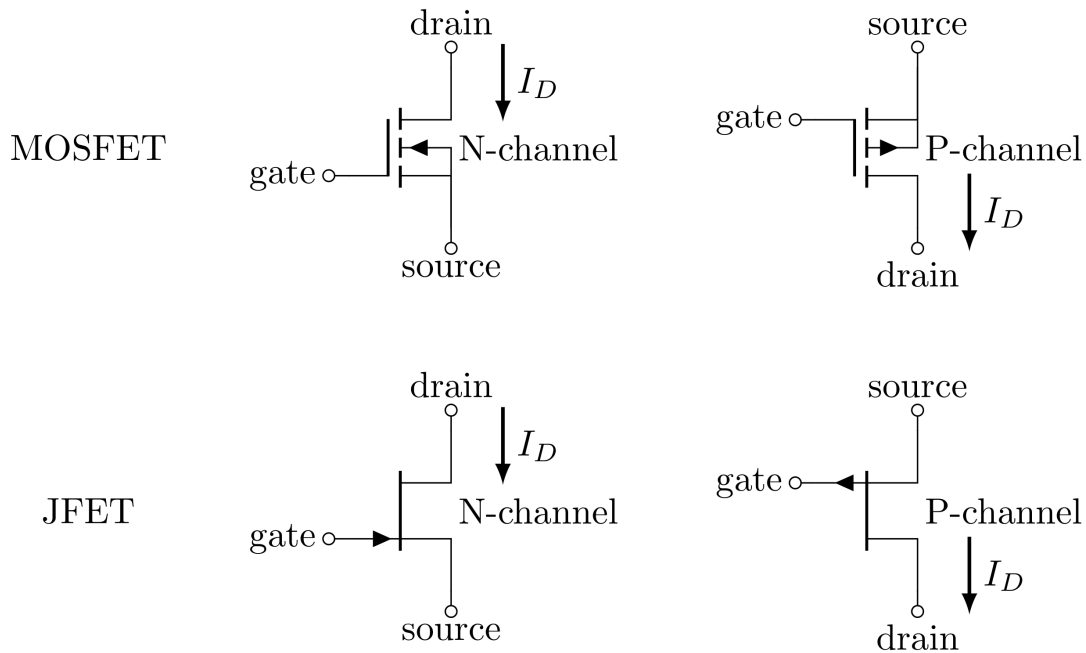 drain
I_D
MOSFET
gate
N-channel
source
source
gate
P-channel
I_D
drain
drain
I_D
JFET
gate
N-channel
source
source
gate
P-channel
I_D
drain